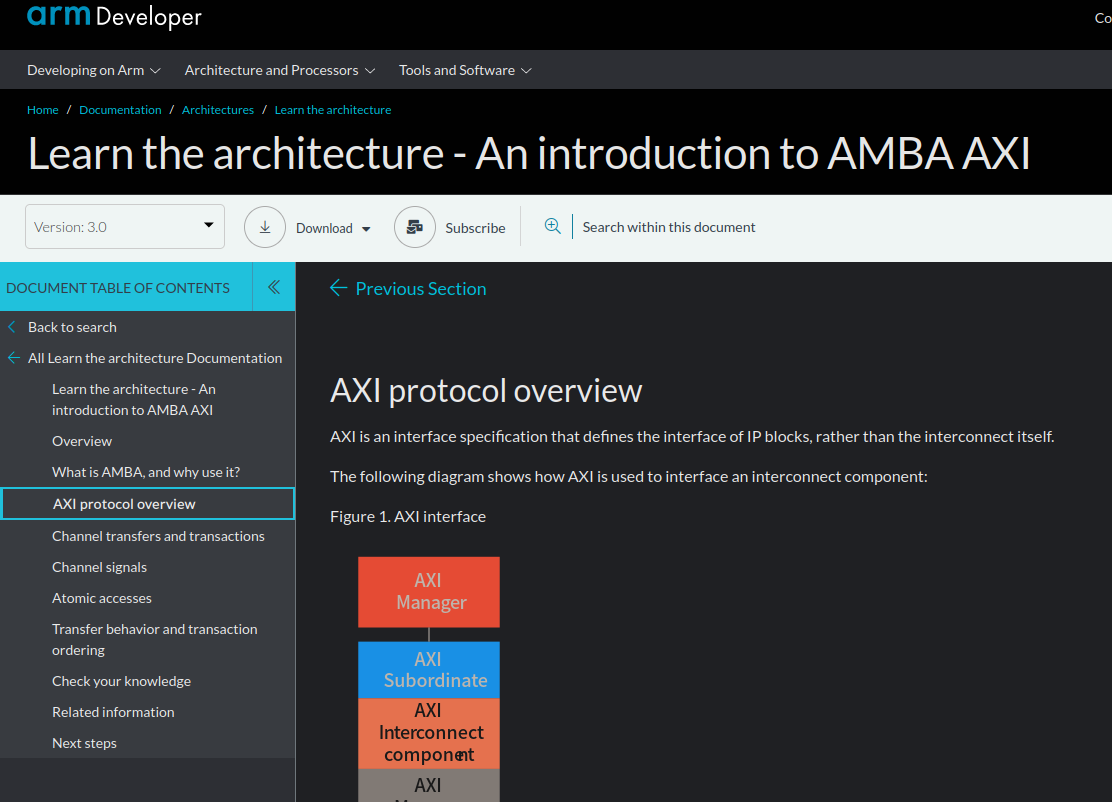 arm Developer
Co
Developing on Arm
Architecture and Processors
Tools and Software
Home / Documentation / Architectures / Learn the architecture
Learn the architecture - An introduction to AMBA AXI
Version: 3.0
Download
Subscribe
Search within this document
DOCUMENT TABLE OF CONTENTS
Back to search
All Learn the architecture Documentation
Learn the architecture - An
introduction to AMBA AXI
Overview
What is AMBA, and why use it?
AXI protocol overview
Channel transfers and transactions
Channel signals
Atomic accesses
Transfer behavior and transaction
ordering
Check your knowledge
Related information
Next steps
Previous Section
AXI protocol overview
AXI is an interface specification that defines the interface of IP blocks, rather than the interconnect itself.
The following diagram shows how AXI is used to interface an interconnect component:
Figure 1. AXI interface
AXI
Manager
AXI
Subordinate
AXI
Interconnect
component
AXI